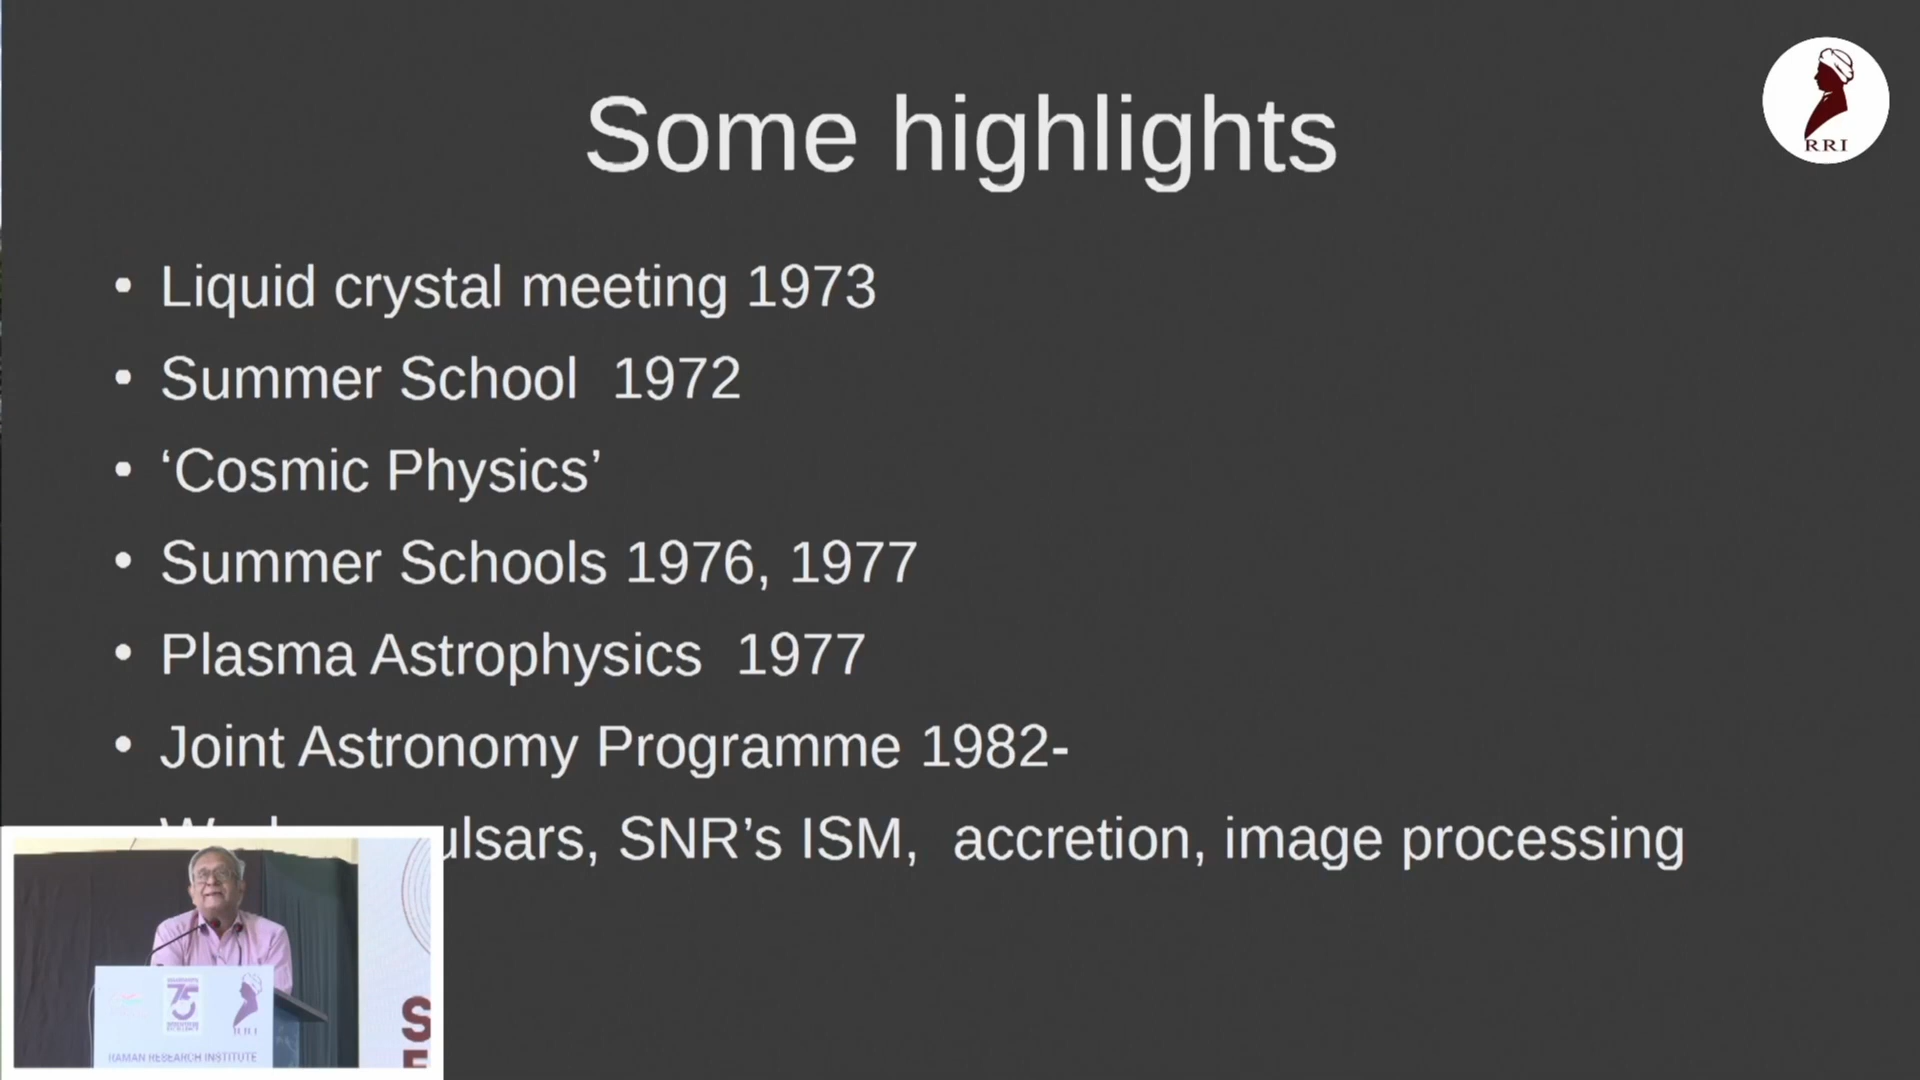 Some highlights
RRI
• Liquid crystal meeting 1973
• Summer School 1972
• ‘Cosmic Physics’
• Summer Schools 1976, 1977
• Plasma Astrophysics 1977
• Joint Astronomy Programme 1982-
ulsars, SNR’s ISM, accretion, image processing
75
RAMAN RESEARCH INSTITUTE
S